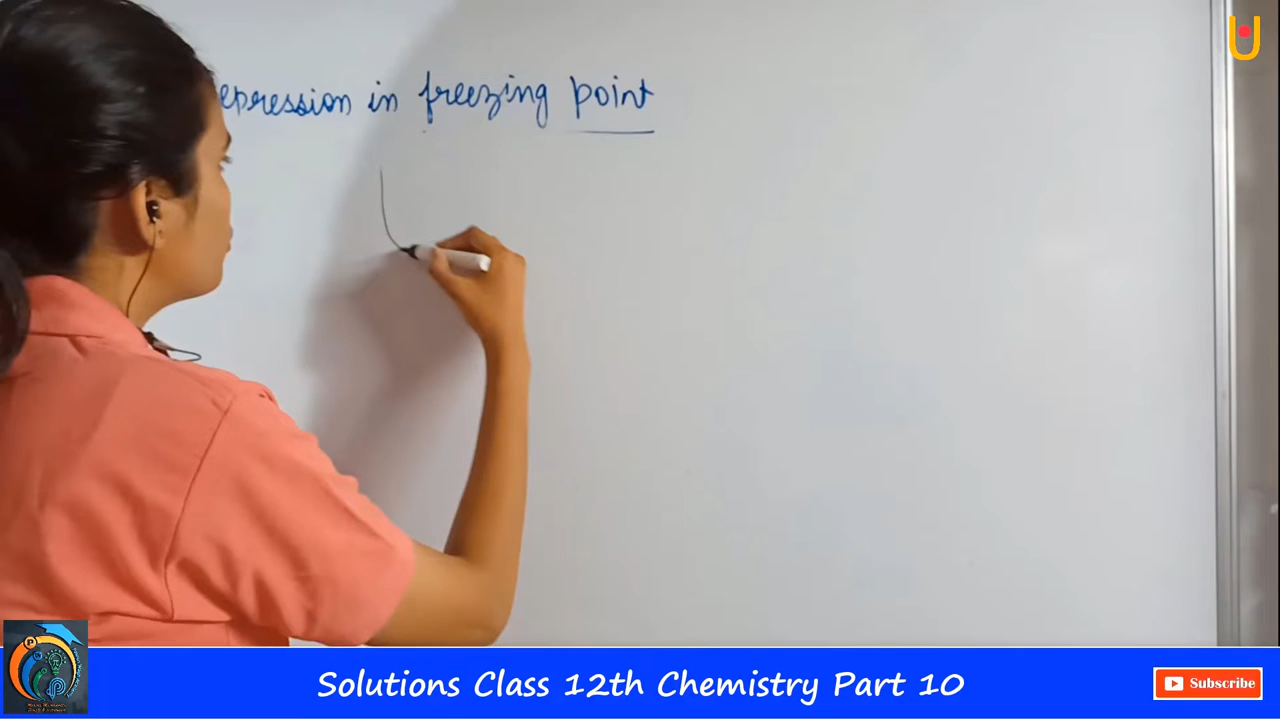 epression in freezing point
Solutions Class 12th Chemistry Part 10
Subscribe